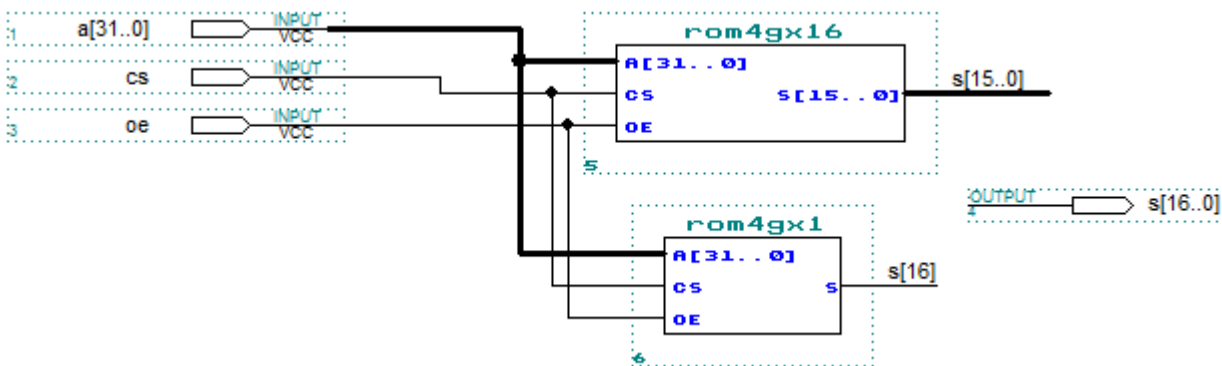 1 a[31..0] INPUT VCC
2 cs INPUT VCC
3 oe INPUT VCC
rom4gx16
A[31..0]
CS S[15..0] s[15..0]
OE
5
OUTPUT 4 s[16..0]
rom4gx1
A[31..0]
CS S s[16]
OE
6